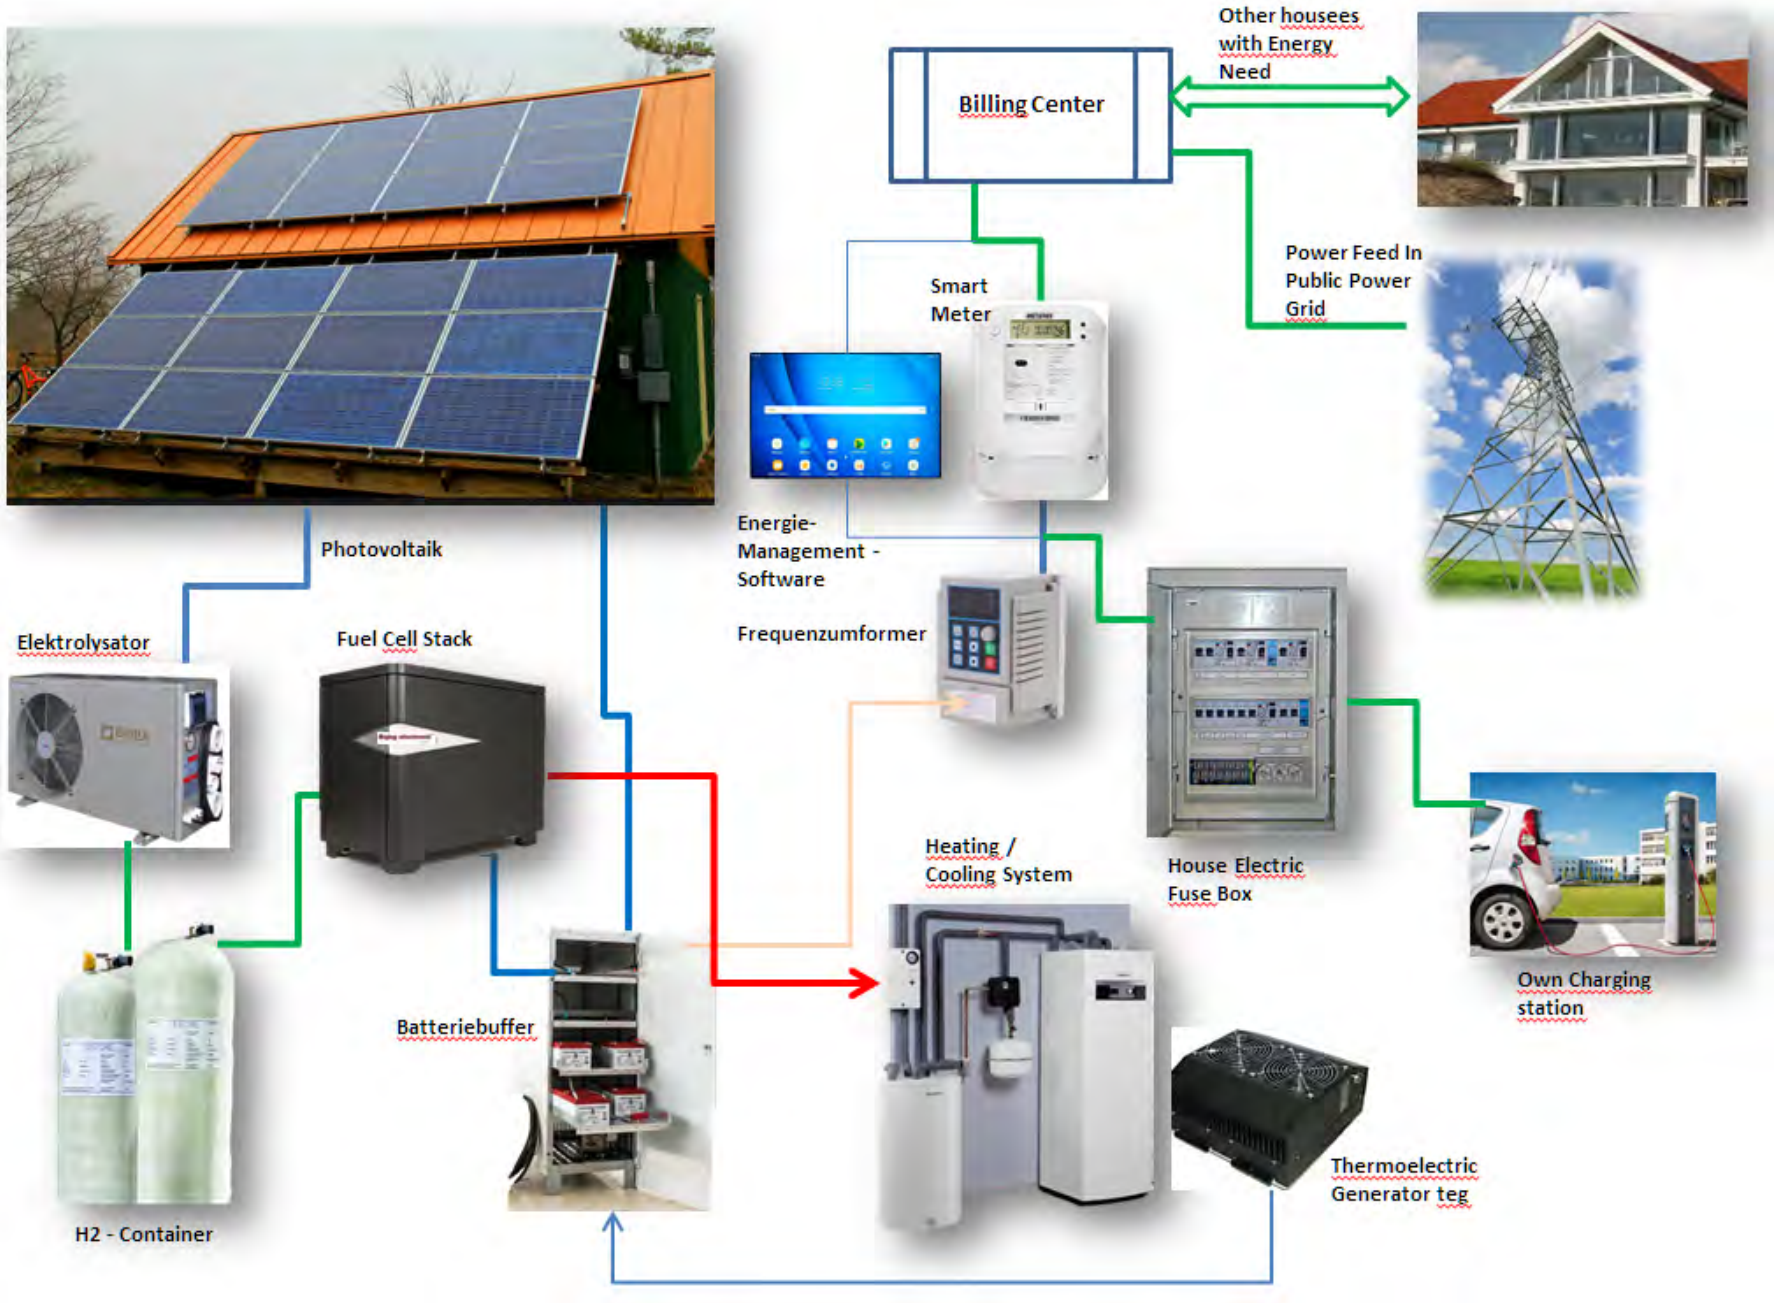 Other housees
with Energy
Need
Billing Center
Power Feed In
Public Power
Grid
Smart
Meter
Photovoltaik
Energie-
Management -
Software
Elektrolysator
Fuel Cell Stack
Frequenzumformer
Heating /
Cooling System
House Electric
Fuse Box
Own Charging
station
Batteriebuffer
Thermoelectric
Generator teg
H2 - Container